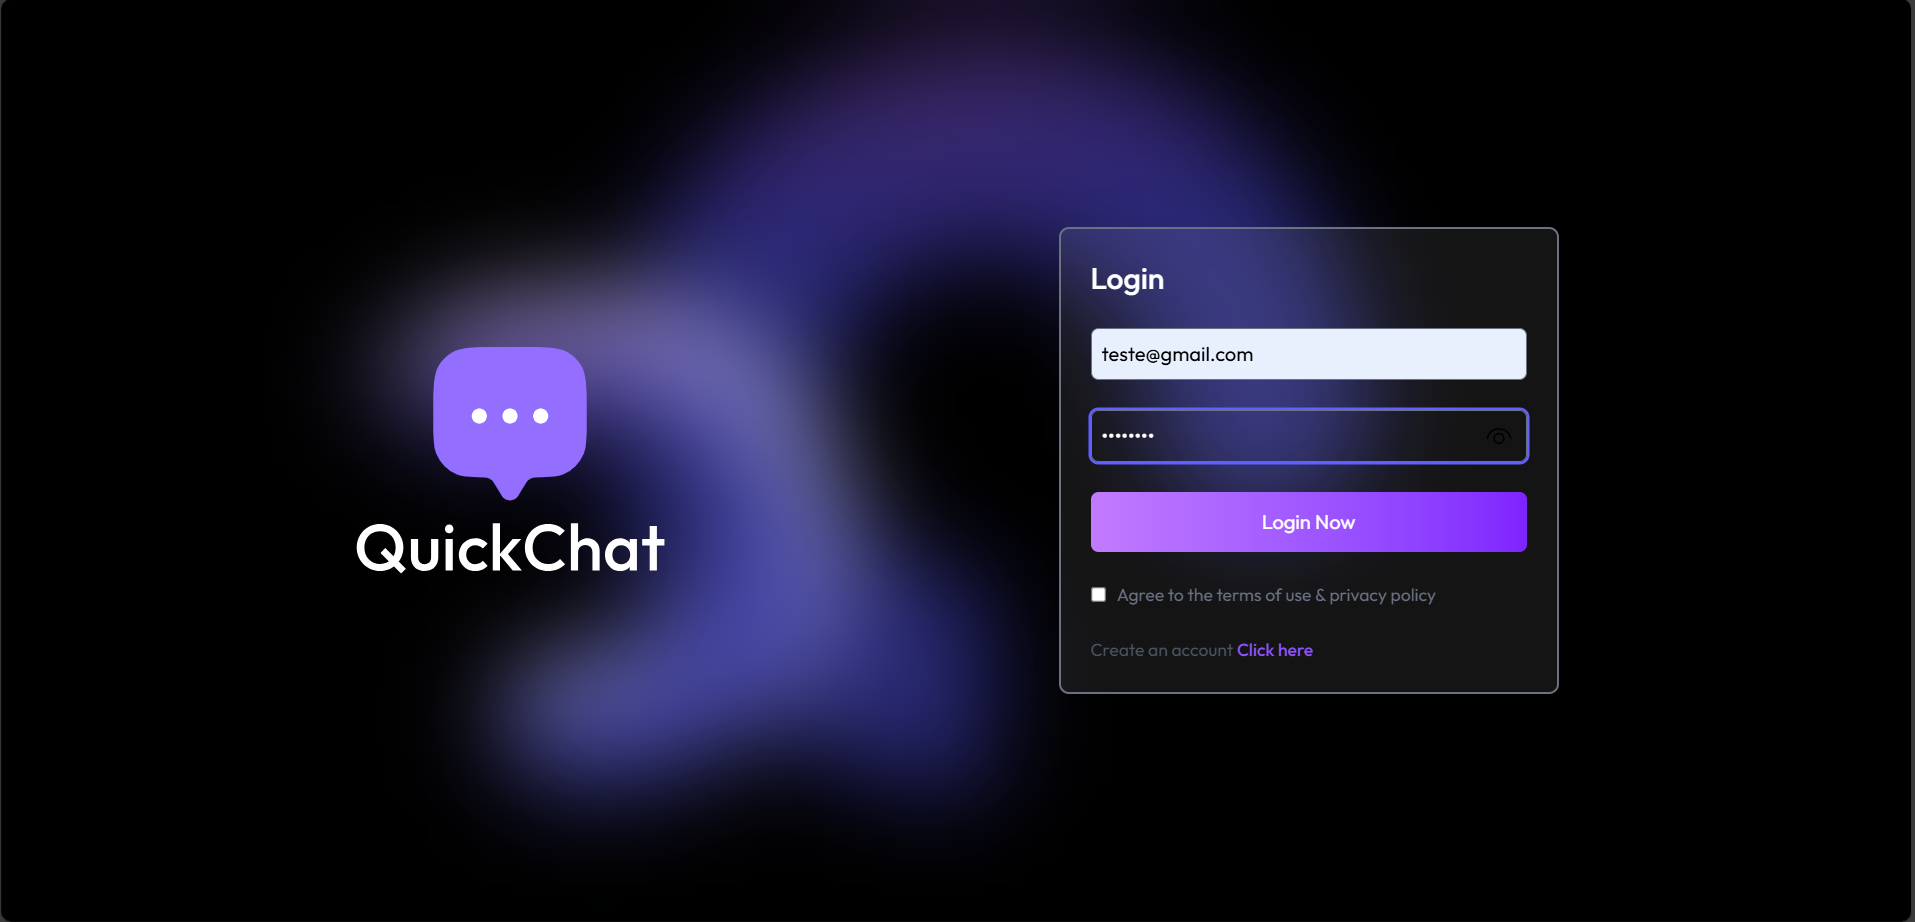 QuickChat
Login
teste@gmail.com
••••••••
Login Now
Agree to the terms of use & privacy policy
Create an account Click here